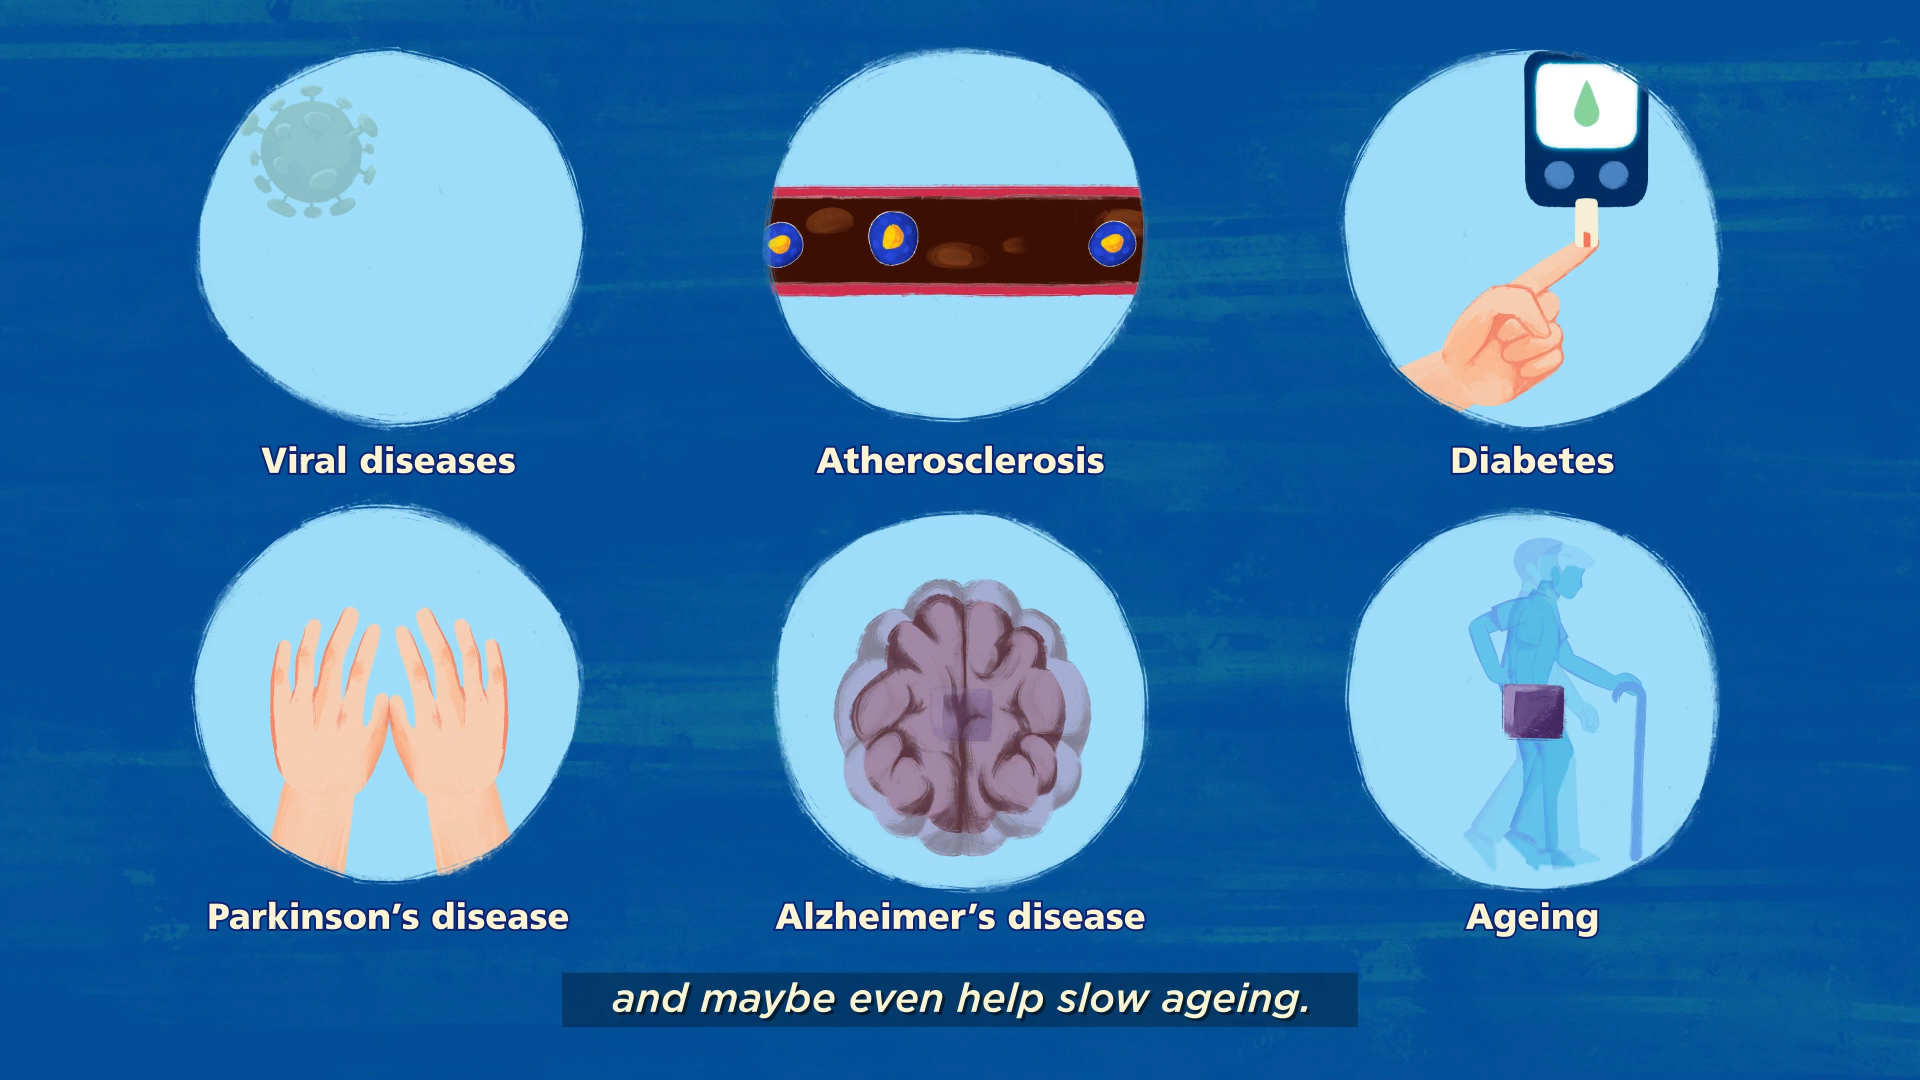 Viral diseases
Atherosclerosis
Diabetes
Parkinson’s disease
Alzheimer’s disease
Ageing
and maybe even help slow ageing.